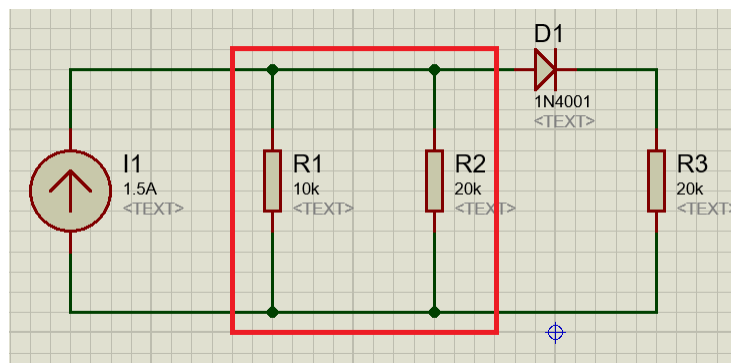 D1
1N4001
<TEXT>
I1
1.5A
<TEXT>
R1
10k
<TEXT>
R2
20k
<TEXT>
R3
20k
<TEXT>